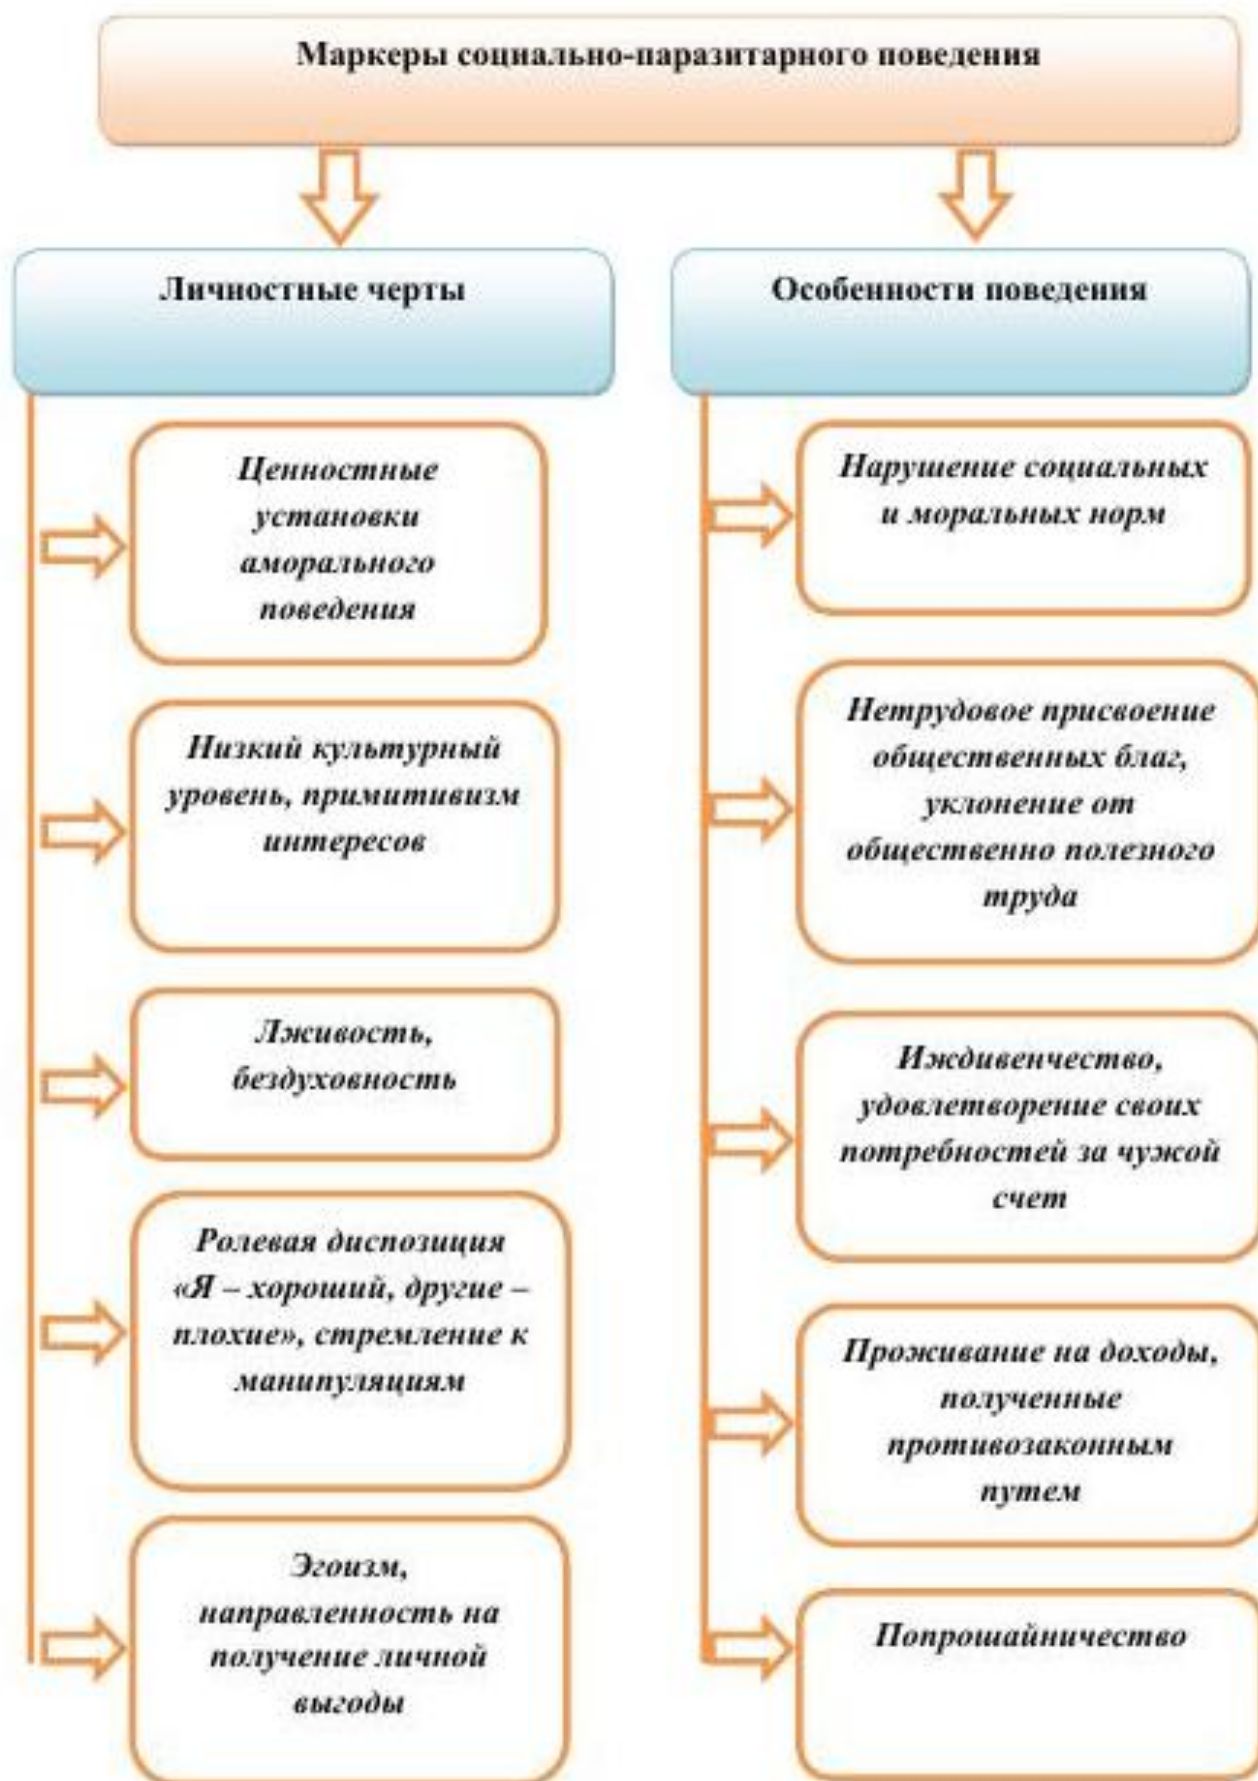 Маркеры социально-паразитарного поведения
Личностные черты
Ценностные
установки
аморального
поведения
Низкий культурный
уровень, примитивизм
интересов
Лживость,
бездуховность
Ролевая диспозиция
«Я – хороший, другие –
плохие», стремление к
манипуляциям
Эгоизм,
направленность на
получение личной
выгоды
Особенности поведения
Нарушение социальных
и моральных норм
Нетрудовое присвоение
общественных благ,
уклонение от
общественно полезного
труда
Иждивенчество,
удовлетворение своих
потребностей за чужой
счет
Проживание на доходы,
полученные
противозаконным
путем
Попрошайничество